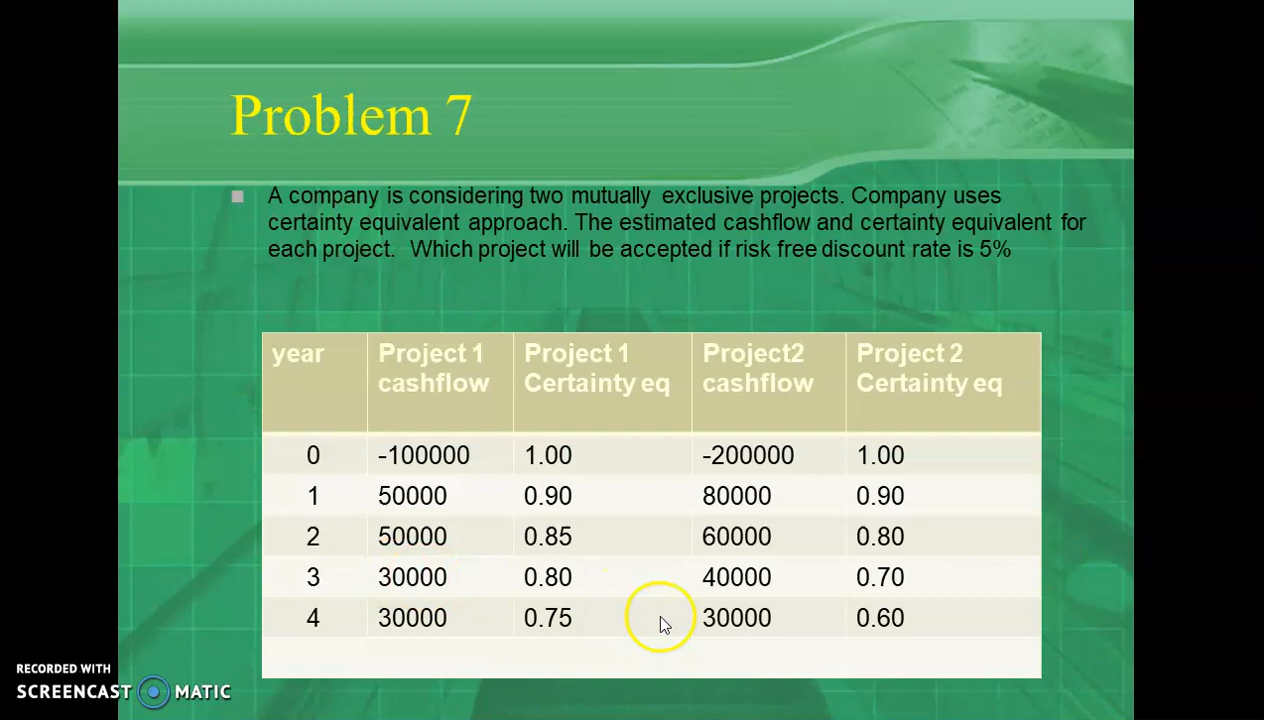 Problem 7
A company is considering two mutually exclusive projects. Company uses
certainty equivalent approach. The estimated cashflow and certainty equivalent for
each project. Which project will be accepted if risk free discount rate is 5%
year Project 1 cashflow Project 1 Certainty eq Project2 cashflow Project 2 Certainty eq
0 -100000 1.00 -200000 1.00
1 50000 0.90 80000 0.90
2 50000 0.85 60000 0.80
3 30000 0.80 40000 0.70
4 30000 0.75 30000 0.60
RECORDED WITH
SCREENCAST MATIC